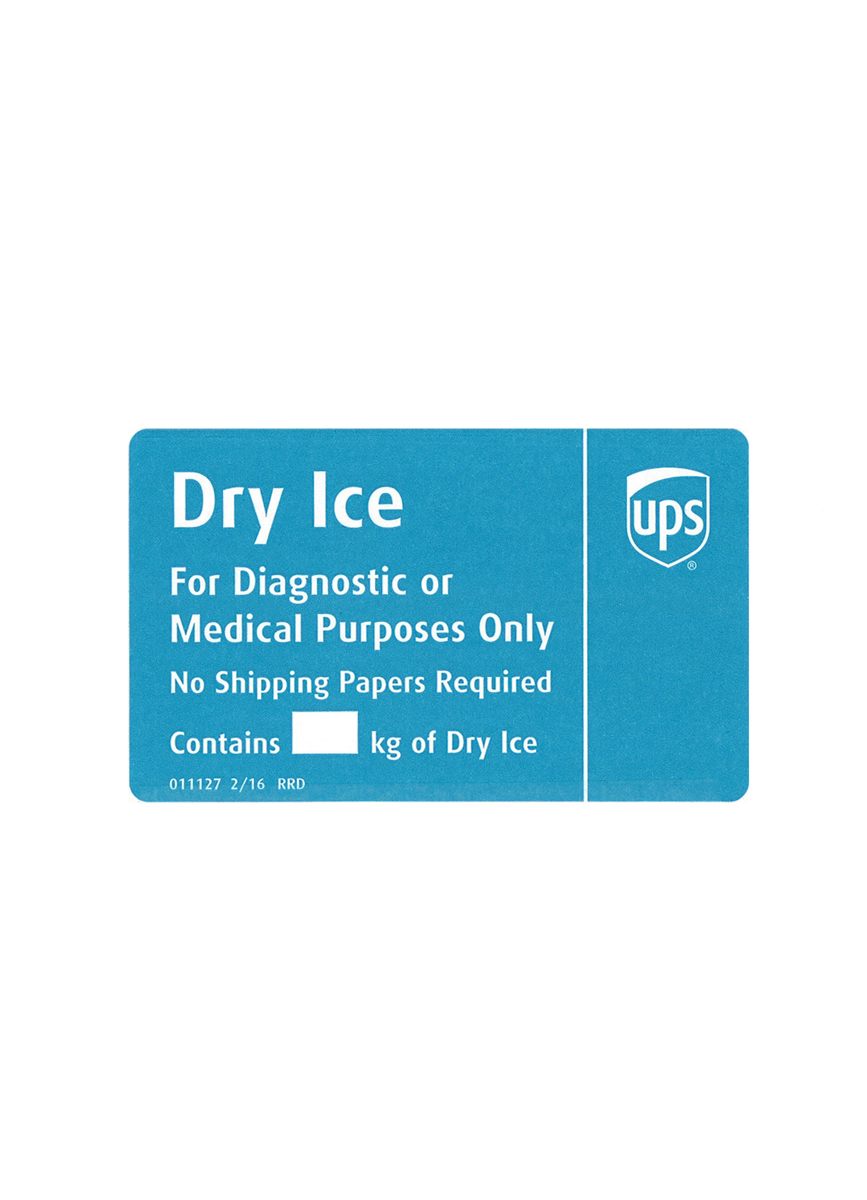 Dry Ice
For Diagnostic or
Medical Purposes Only
No Shipping Papers Required
Contains kg of Dry Ice
011127 2/16 RRD
ups
®